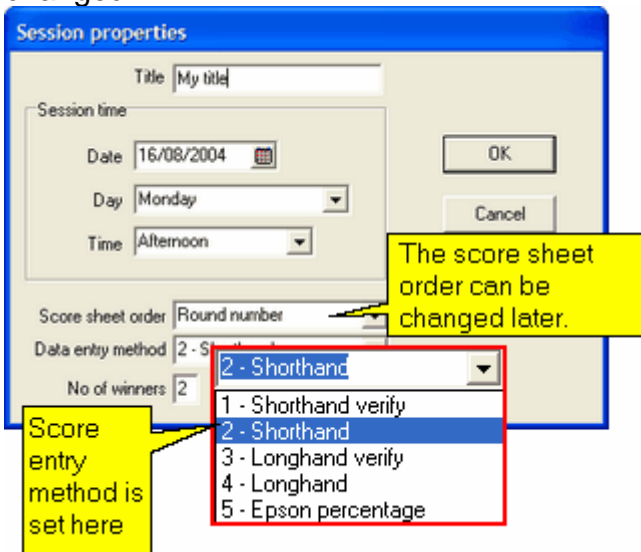 Session properties
Title My title
Session time
Date 16/08/2004
OK
Day Monday
Cancel
Time Afternoon
The score sheet
order can be
changed later.
Score sheet order Round number
Data entry method 2 -
No of winners 2
2 - Shorthand
1 - Shorthand verify
2 - Shorthand
3 - Longhand verify
4 - Longhand
5 - Epson percentage
Score
entry
method is
set here